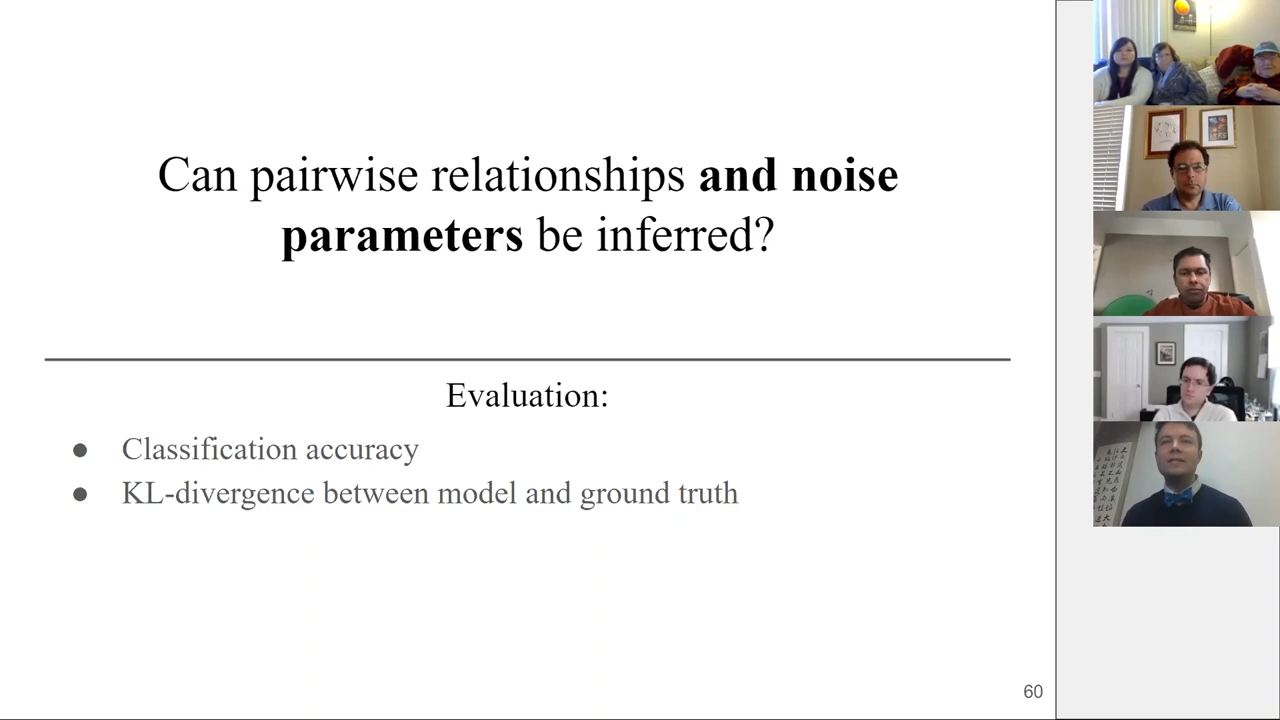 Can pairwise relationships and noise
parameters be inferred?
Evaluation:
● Classification accuracy
● KL-divergence between model and ground truth
60